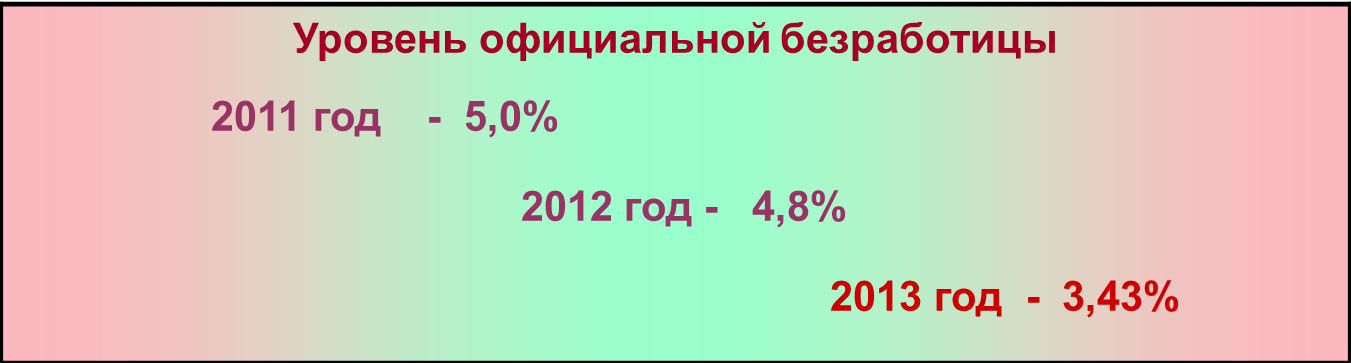 Уровень официальной безработицы
2011 год - 5,0%
2012 год - 4,8%
2013 год - 3,43%